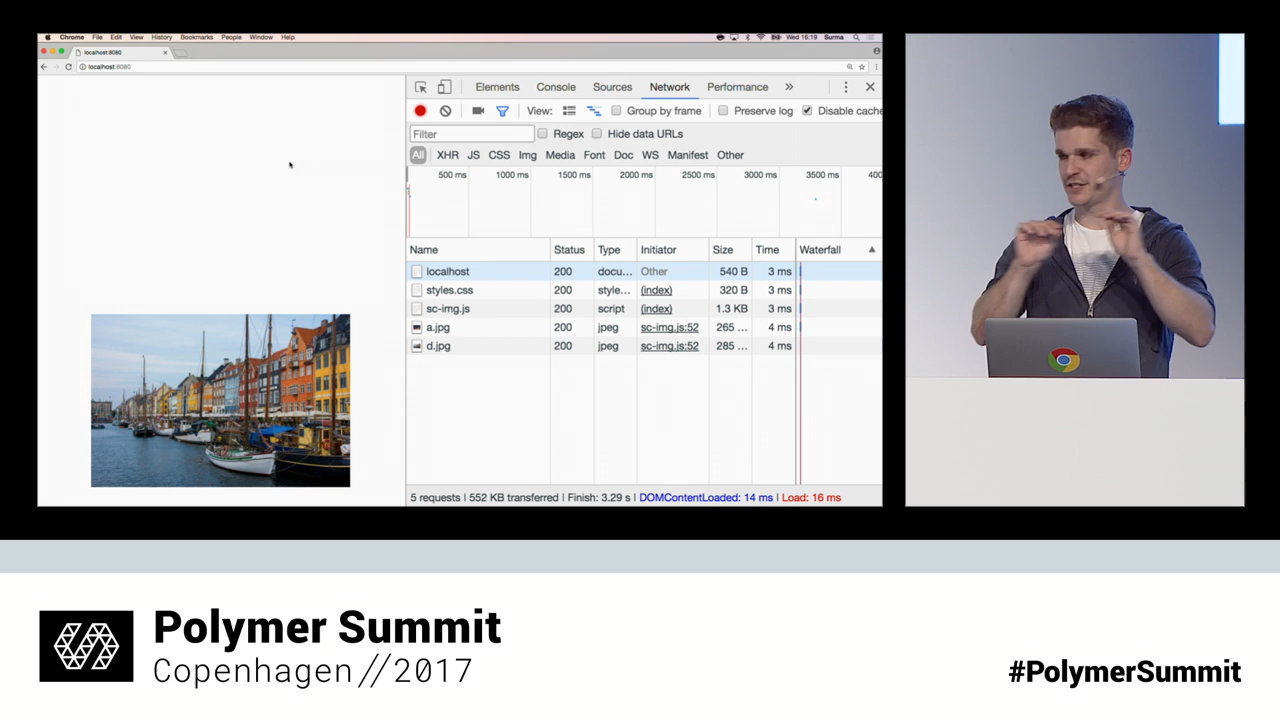 Chrome File Edit View History Bookmarks People Window Help Wed 16:19 Surma
localhost:8080
localhost:8080
Elements Console Sources Network Performance »
View: Group by frame Preserve log Disable cache
Filter Regex Hide data URLs
All XHR JS CSS Img Media Font Doc WS Manifest Other
500 ms 1000 ms 1500 ms 2000 ms 2500 ms 3000 ms 3500 ms 400
Name Status Type Initiator Size Time Waterfall
localhost 200 docu... Other 540 B 3 ms
styles.css 200 style... (index) 320 B 3 ms
sc-img.js 200 script (index) 1.3 KB 3 ms
a.jpg 200 jpeg sc-img.js:52 265 ... 4 ms
d.jpg 200 jpeg sc-img.js:52 285 ... 4 ms
5 requests | 552 KB transferred | Finish: 3.29 s | DOMContentLoaded: 14 ms | Load: 16 ms
Polymer Summit
Copenhagen//2017
#PolymerSummit